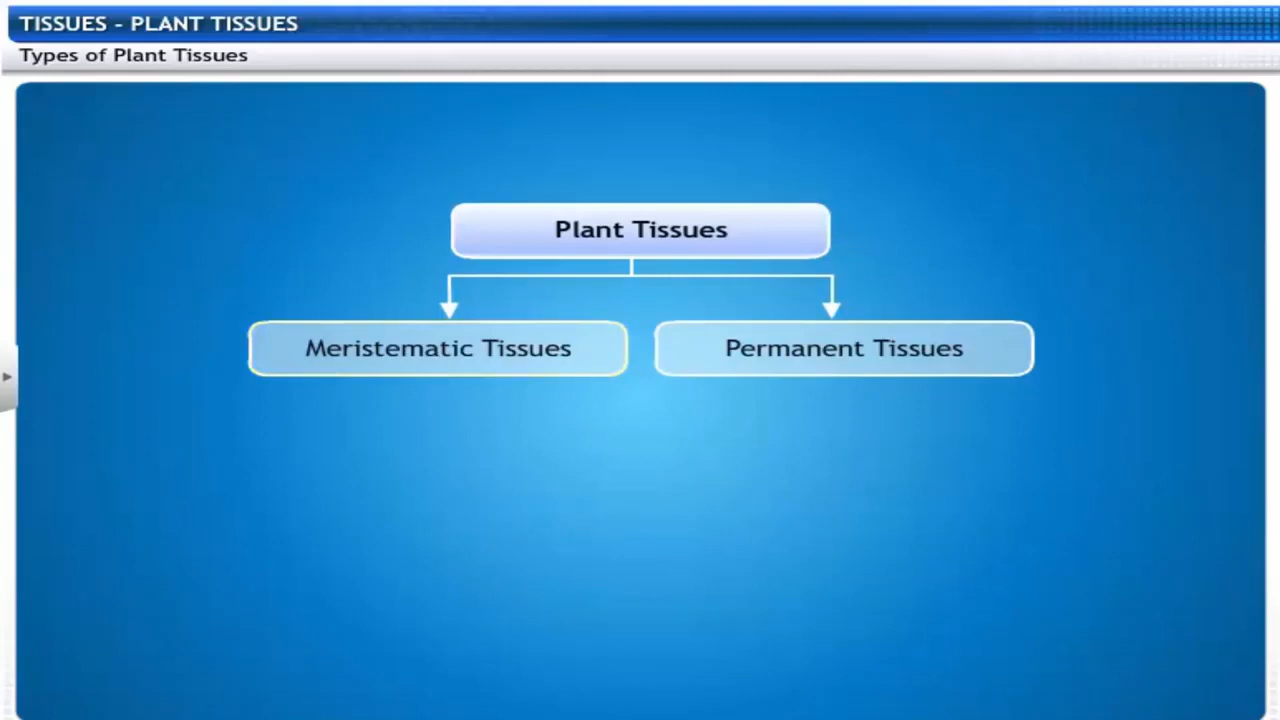 TISSUES - PLANT TISSUES
Types of Plant Tissues
Plant Tissues
Meristematic Tissues
Permanent Tissues